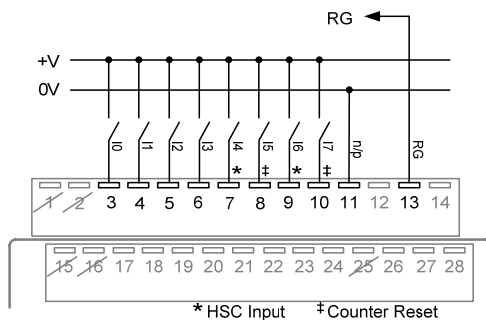 RG
+V
0V
I0 I1 I2 I3 I4 I5 I6 I7 n/p RG
* ‡ * ‡
1 2 3 4 5 6 7 8 9 10 11 12 13 14
15 16 17 18 19 20 21 22 23 24 25 26 27 28
* HSC Input ‡ Counter Reset